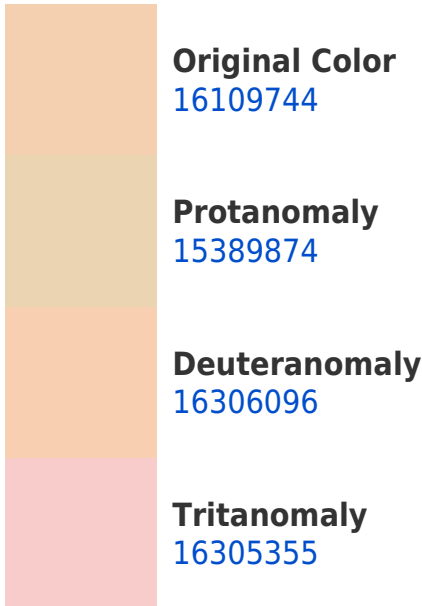 Original Color
16109744
Protanomaly
15389874
Deuteranomaly
16306096
Tritanomaly
16305355